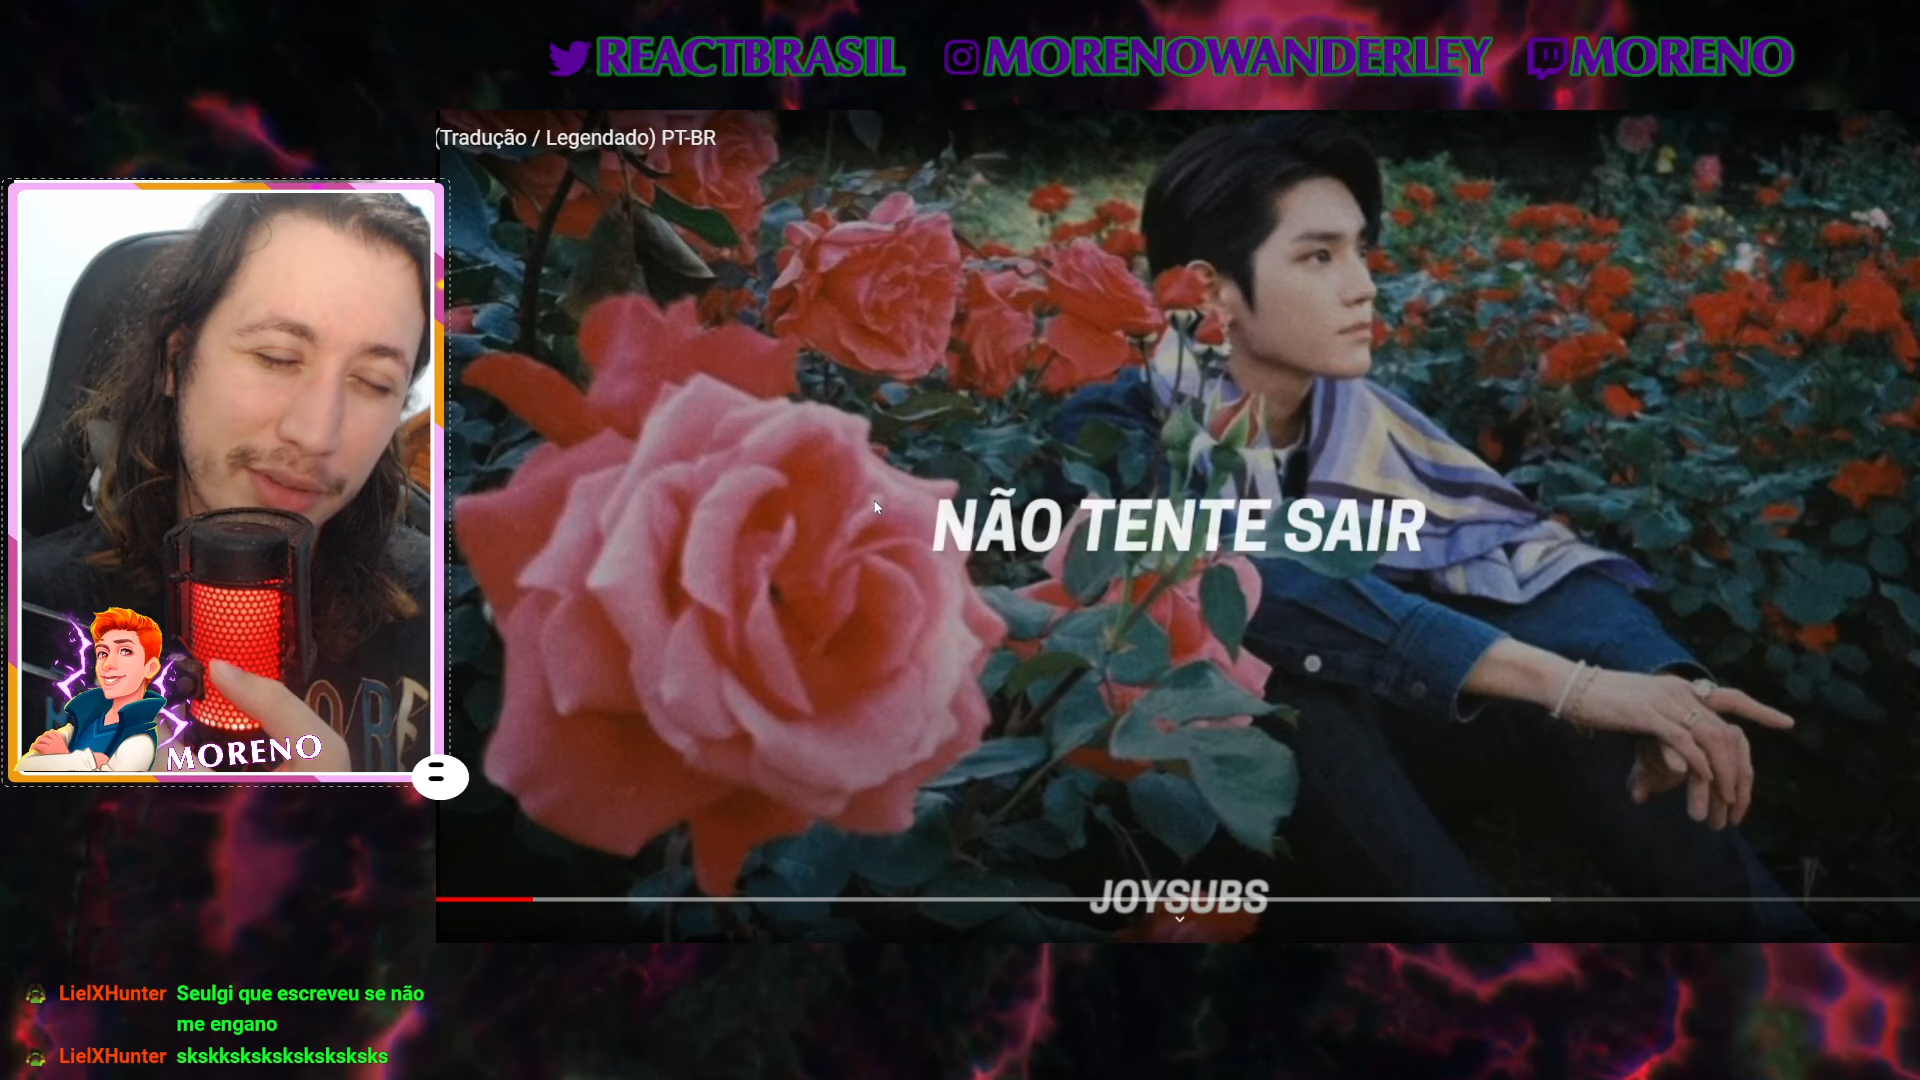 REACTBRASIL MORENOWANDERLEY MORENO
(Tradução / Legendado) PT-BR
NÃO TENTE SAIR
MORENO
JOYSUBS
LielXHunter Seulgi que escreveu se não
me engano
LielXHunter skskksksksksksksksks